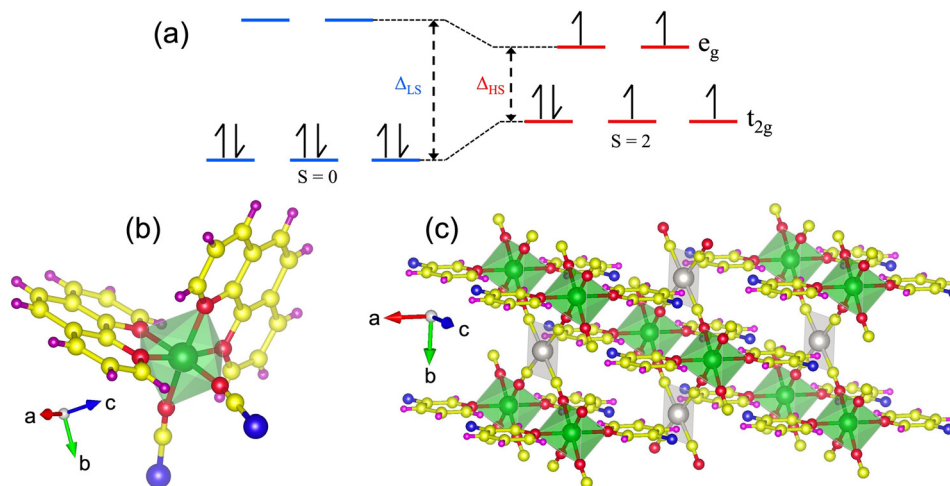 (a)
e_g
Δ_LS
Δ_HS
t_2g
S = 0
S = 2
(b)
(c)
a
c
b
a
c
b